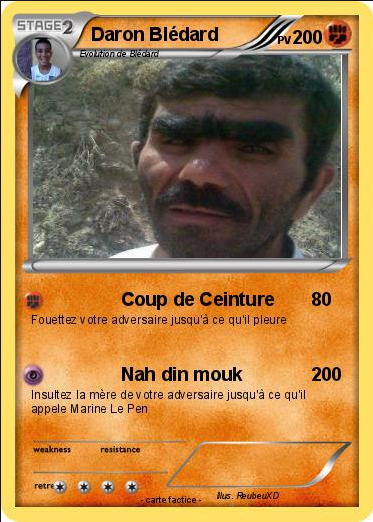 STAGE2
Daron Blédard
PV 200
Evolution de Blédard
Coup de Ceinture 80
Fouettez votre adversaire jusqu'à ce qu'il pleure
Nah din mouk 200
Insultez la mère de votre adversaire jusqu'à ce qu'il
appele Marine Le Pen
weakness resistance
retre
- carte factice - Illus. ReubeuXD